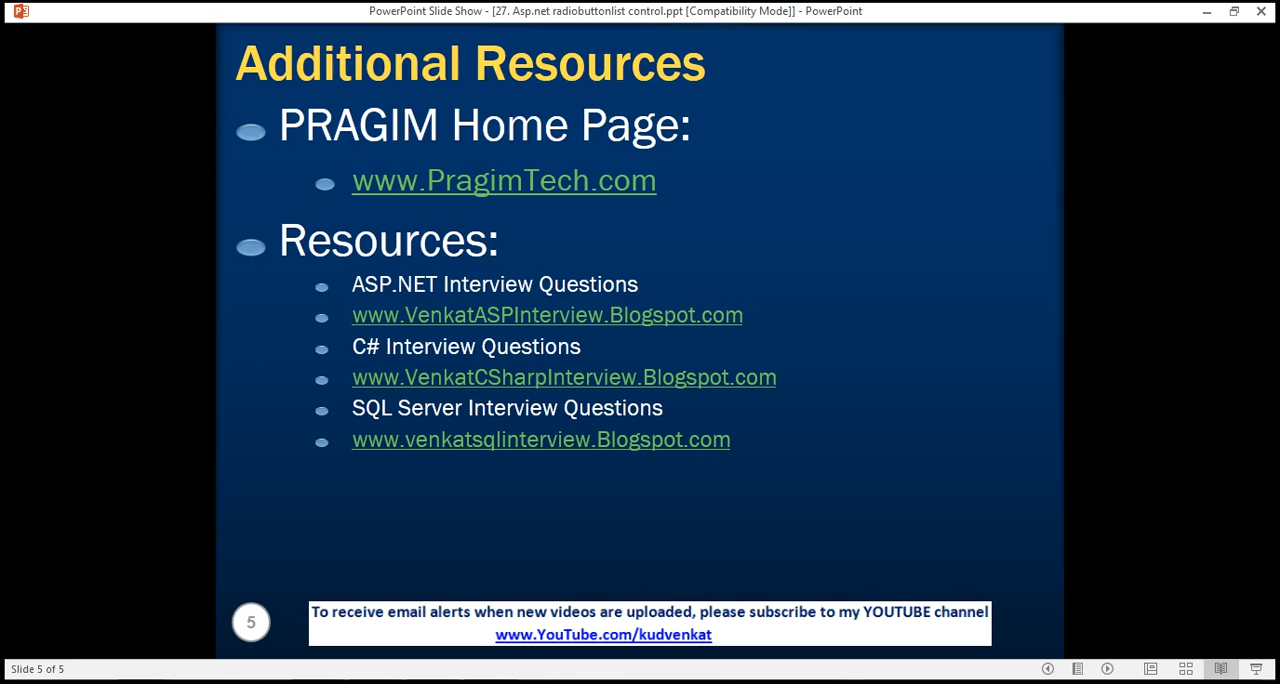 PowerPoint Slide Show - [27. Asp.net radiobuttonlist control.ppt [Compatibility Mode]] - PowerPoint
Additional Resources
PRAGIM Home Page:
www.PragimTech.com
Resources:
ASP.NET Interview Questions
www.VenkatASPInterview.Blogspot.com
C# Interview Questions
www.VenkatCSharpInterview.Blogspot.com
SQL Server Interview Questions
www.venkatsqlinterview.Blogspot.com
5
To receive email alerts when new videos are uploaded, please subscribe to my YOUTUBE channel
www.YouTube.com/kudvenkat
Slide 5 of 5